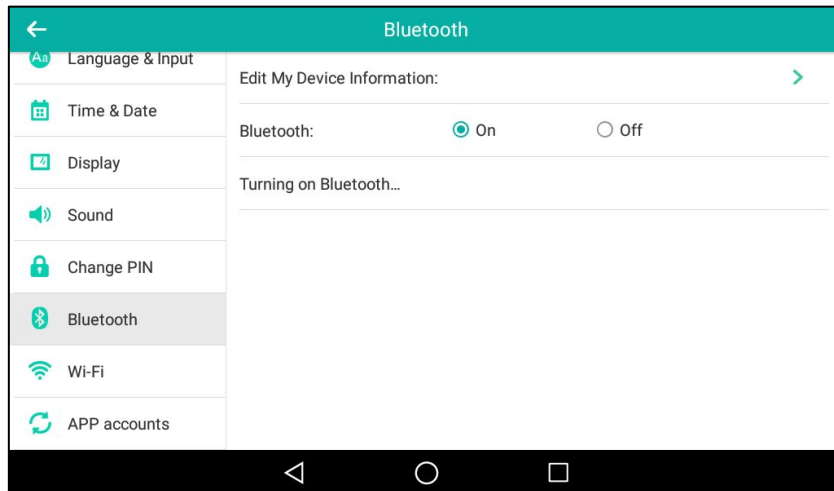 Bluetooth
Aa Language & Input
Time & Date
Display
Sound
Change PIN
Bluetooth
Wi-Fi
APP accounts
Edit My Device Information:
Bluetooth: On Off
Turning on Bluetooth…